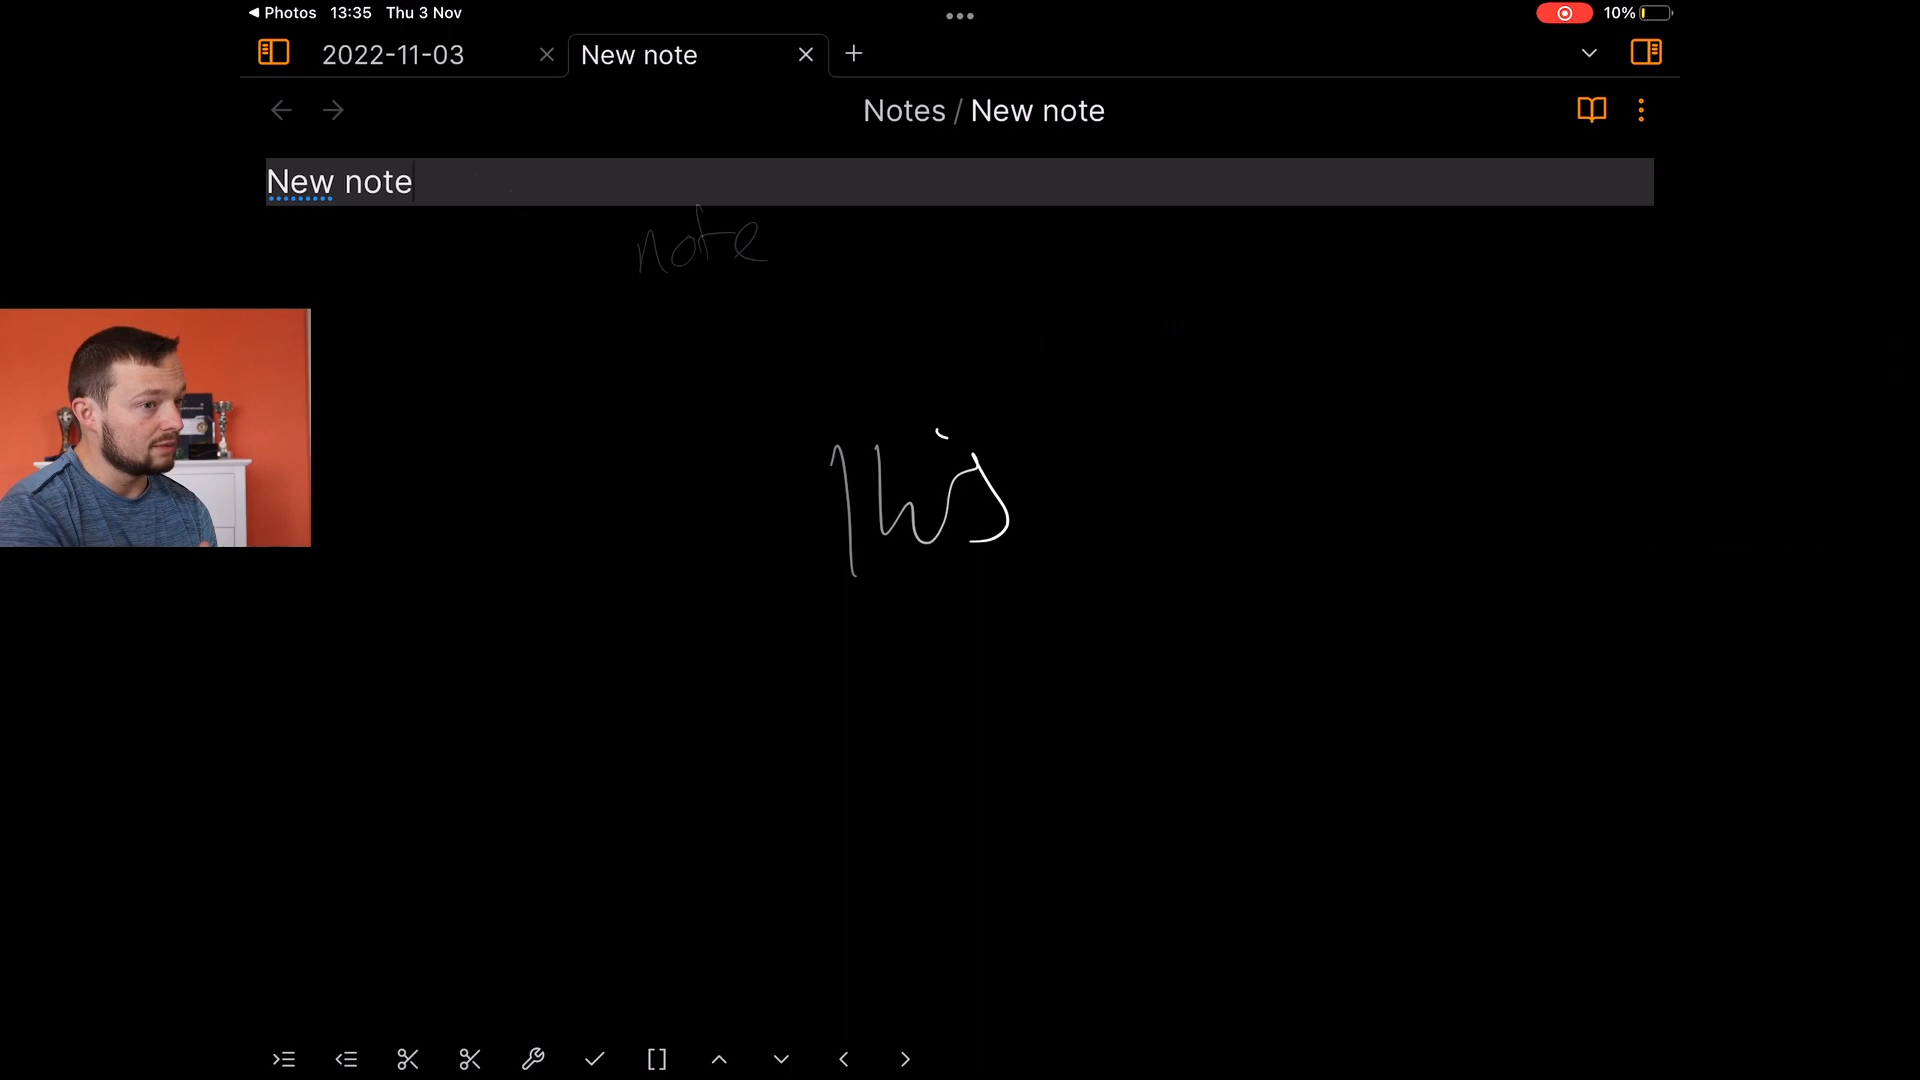 Photos 13:35 Thu 3 Nov 10%
2022-11-03 New note
Notes / New note
New note
note
This